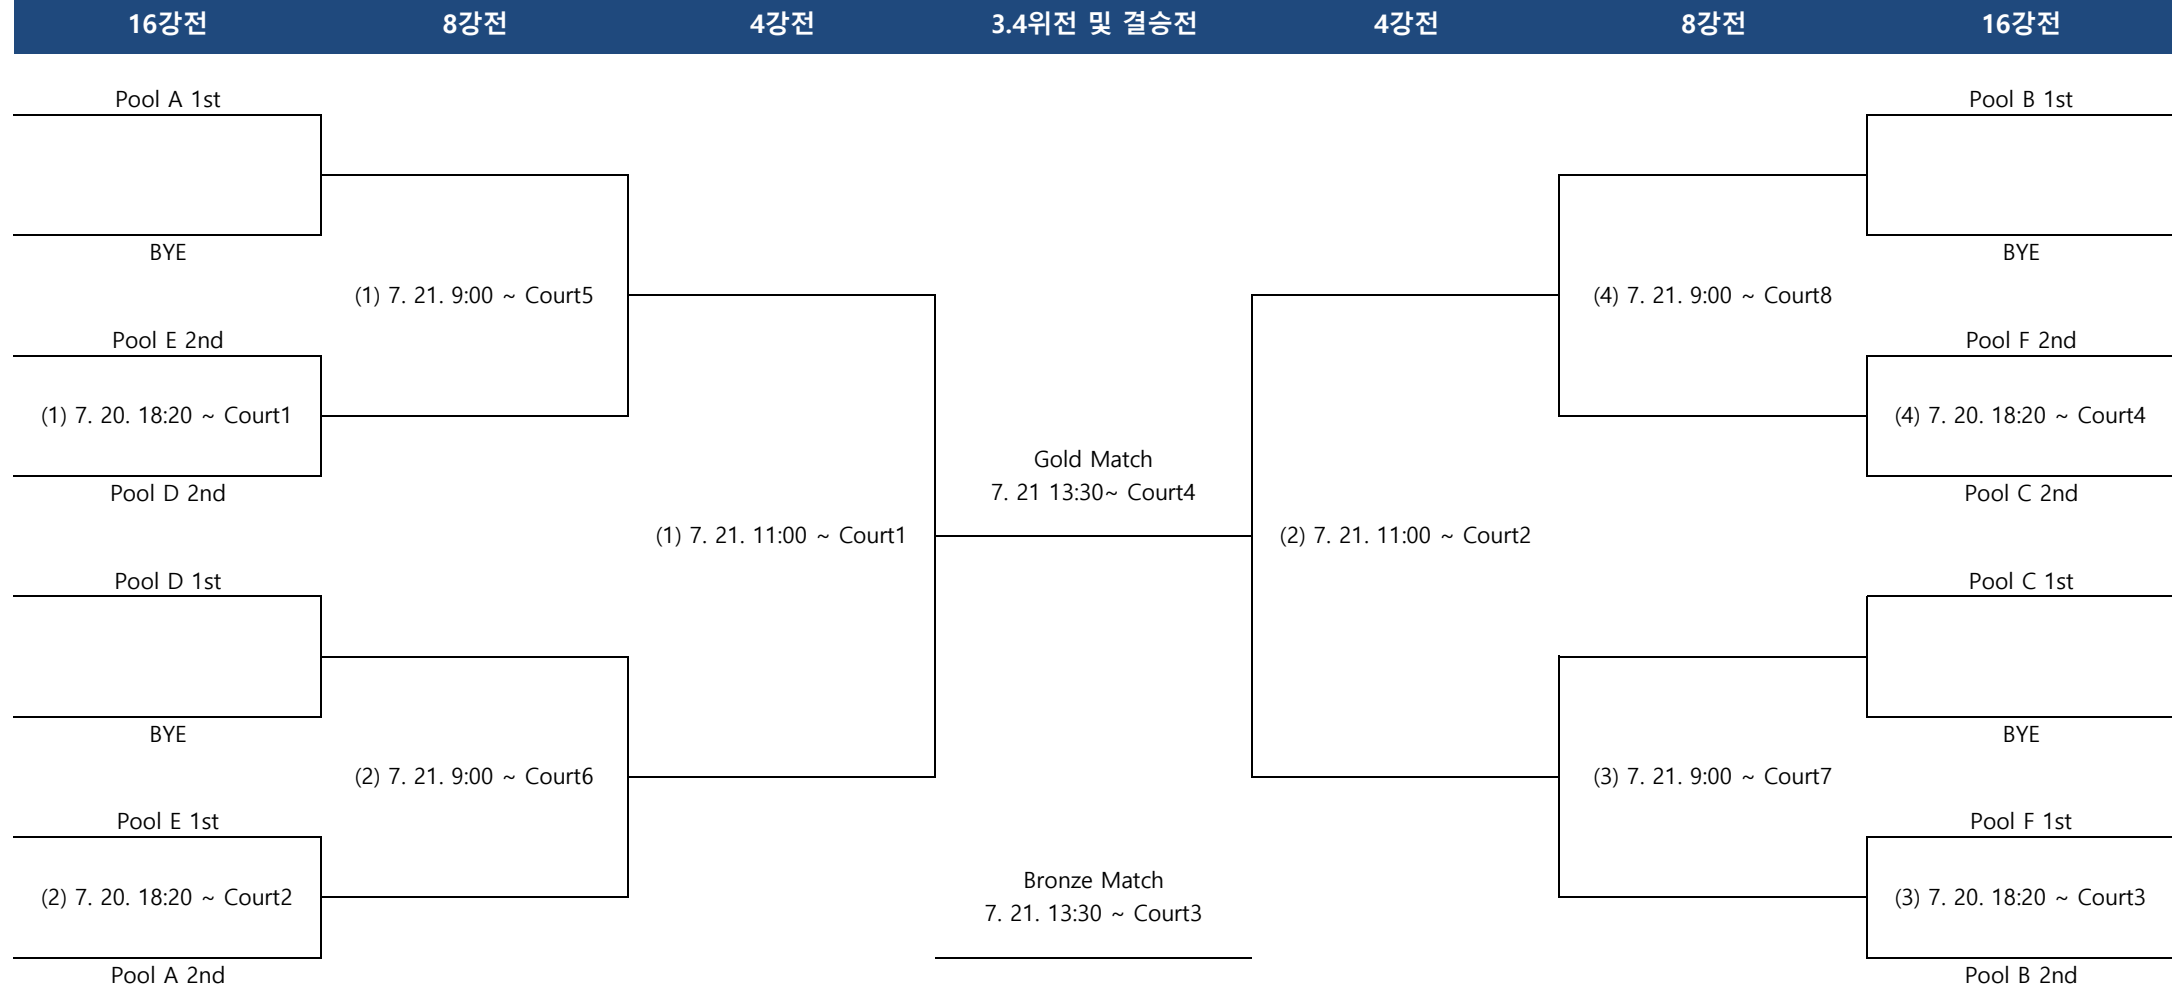 16강전 8강전 4강전 3.4위전 및 결승전 4강전 8강전 16강전
Pool A 1st
Pool B 1st
BYE
BYE
(1) 7. 21. 9:00 ~ Court5
(4) 7. 21. 9:00 ~ Court8
Pool E 2nd
Pool F 2nd
(1) 7. 20. 18:20 ~ Court1
(4) 7. 20. 18:20 ~ Court4
Gold Match
7. 21 13:30~ Court4
Pool D 2nd
Pool C 2nd
(1) 7. 21. 11:00 ~ Court1
(2) 7. 21. 11:00 ~ Court2
Pool D 1st
Pool C 1st
BYE
BYE
(2) 7. 21. 9:00 ~ Court6
(3) 7. 21. 9:00 ~ Court7
Pool E 1st
Pool F 1st
Bronze Match
(2) 7. 20. 18:20 ~ Court2
(3) 7. 20. 18:20 ~ Court3
7. 21. 13:30 ~ Court3
Pool A 2nd
Pool B 2nd